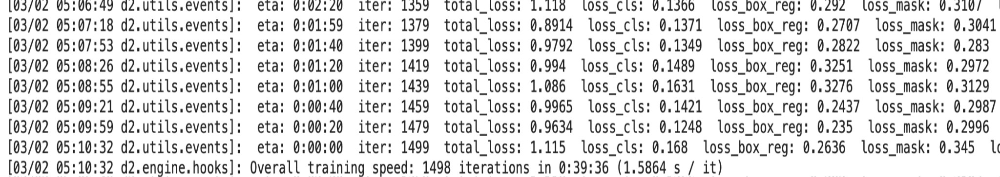 [03/02 05:06:49 d2.utils.events]:  eta: 0:02:20  iter: 1359  total_loss: 1.118  loss_cls: 0.1366  loss_box_reg: 0.292  loss_mask: 0.3107
[03/02 05:07:18 d2.utils.events]:  eta: 0:01:59  iter: 1379  total_loss: 0.8914  loss_cls: 0.1371  loss_box_reg: 0.2707  loss_mask: 0.3041
[03/02 05:07:53 d2.utils.events]:  eta: 0:01:40  iter: 1399  total_loss: 0.9792  loss_cls: 0.1349  loss_box_reg: 0.2822  loss_mask: 0.283
[03/02 05:08:26 d2.utils.events]:  eta: 0:01:20  iter: 1419  total_loss: 0.994  loss_cls: 0.1489  loss_box_reg: 0.3251  loss_mask: 0.2972
[03/02 05:08:55 d2.utils.events]:  eta: 0:01:00  iter: 1439  total_loss: 1.086  loss_cls: 0.1631  loss_box_reg: 0.3276  loss_mask: 0.3129
[03/02 05:09:21 d2.utils.events]:  eta: 0:00:40  iter: 1459  total_loss: 0.9965  loss_cls: 0.1421  loss_box_reg: 0.2437  loss_mask: 0.2987
[03/02 05:09:59 d2.utils.events]:  eta: 0:00:20  iter: 1479  total_loss: 0.9634  loss_cls: 0.1248  loss_box_reg: 0.235  loss_mask: 0.2996
[03/02 05:10:32 d2.utils.events]:  eta: 0:00:00  iter: 1499  total_loss: 1.115  loss_cls: 0.168  loss_box_reg: 0.2636  loss_mask: 0.345  lo
[03/02 05:10:32 d2.engine.hooks]: Overall training speed: 1498 iterations in 0:39:36 (1.5864 s / it)